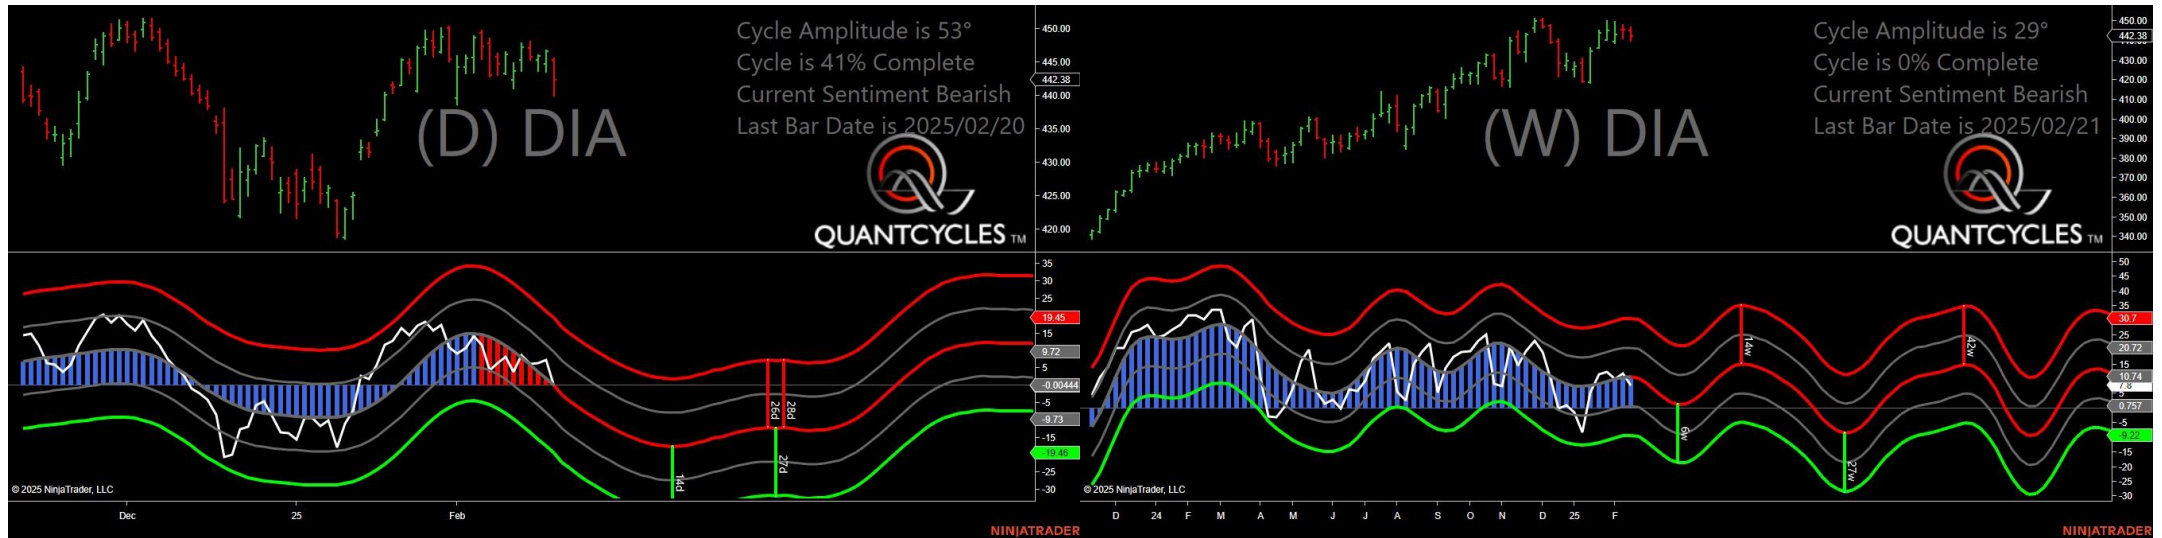 Cycle Amplitude is 53°
Cycle is 41% Complete
Current Sentiment Bearish
Last Bar Date is 2025/02/20
(D) DIA
QUANTCYCLES TM
450.00
445.00
442.38
440.00
435.00
430.00
425.00
420.00
35
30
25
19.45
15
9.72
5
-0.00444
-5
-9.73
-15
-19.46
-25
-30
26d
28d
27d
14d
© 2025 NinjaTrader, LLC
Dec
25
Feb
NINJATRADER
Cycle Amplitude is 29°
Cycle is 0% Complete
Current Sentiment Bearish
Last Bar Date is 2025/02/21
(W) DIA
QUANTCYCLES TM
450.00
442.38
430.00
420.00
410.00
400.00
390.00
380.00
370.00
360.00
350.00
340.00
50
45
40
35
30.7
25
20.72
15
10.74
7.8
5
0.757
-5
-9.22
-15
-20
-25
-30
14w
42w
6w
27w
© 2025 NinjaTrader, LLC
D
24
F
M
A
M
J
J
A
S
O
N
D
25
F
NINJATRADER